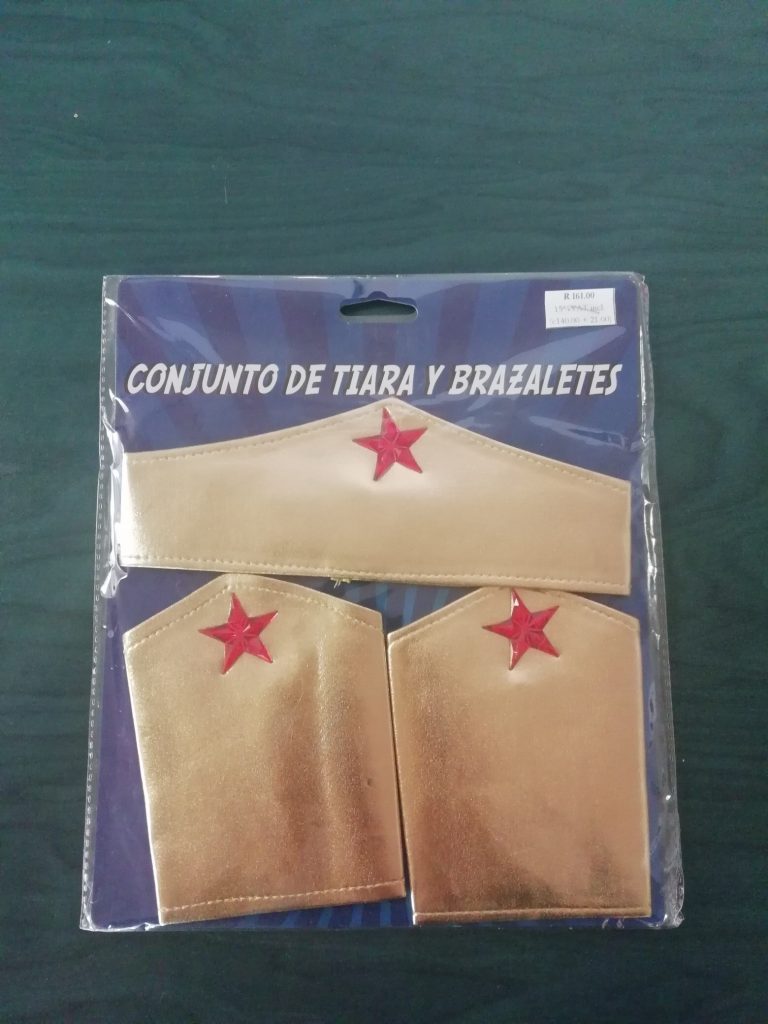 R 161.00
CONJUNTO DE TIARA Y BRAZALETES